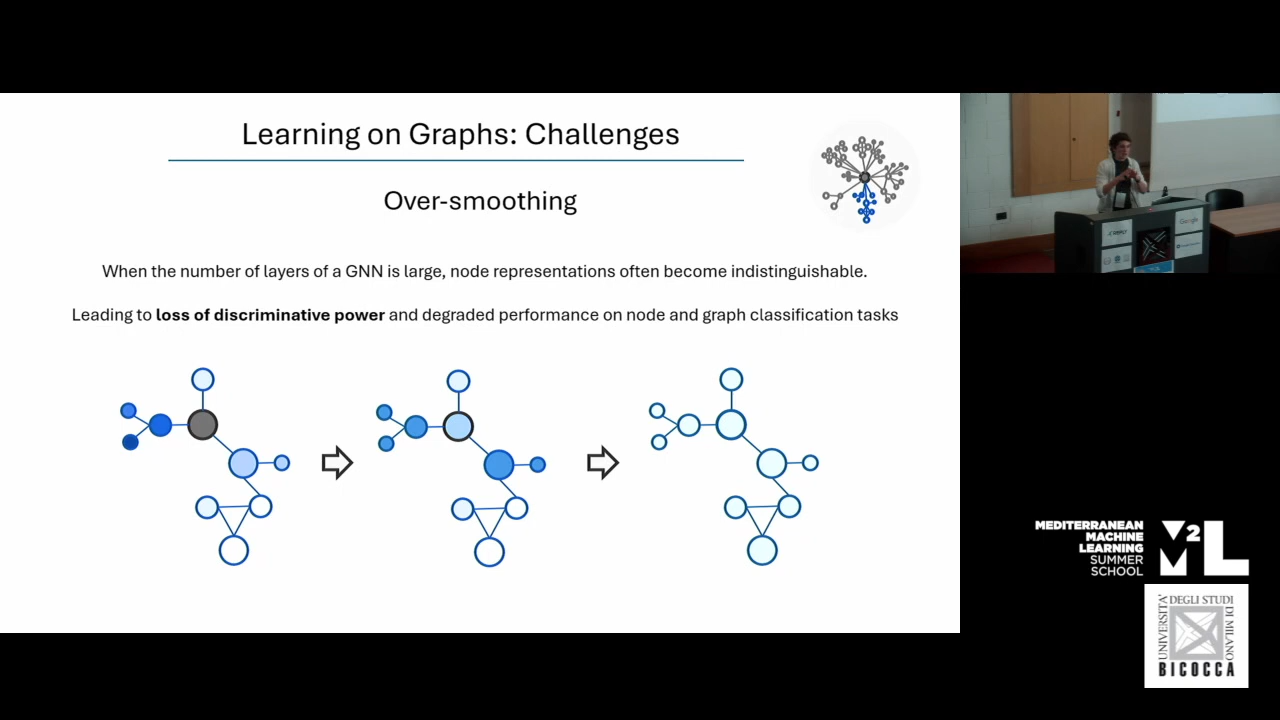 Learning on Graphs: Challenges
Over-smoothing
When the number of layers of a GNN is large, node representations often become indistinguishable.
Leading to loss of discriminative power and degraded performance on node and graph classification tasks
Google
MEDITERRANEAN
MACHINE
LEARNING
SUMMER
SCHOOL
M2L
UNIVERSITA'
DEGLI STUDI
DI MILANO
BICOCCA